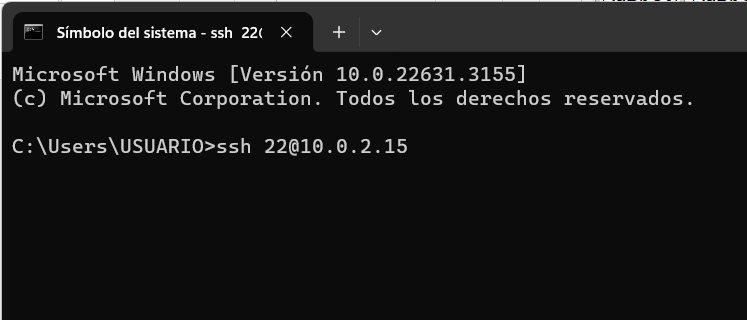 Símbolo del sistema - ssh 22(
Microsoft Windows [Versión 10.0.22631.3155]
(c) Microsoft Corporation. Todos los derechos reservados.
C:\Users\USUARIO>ssh 22@10.0.2.15